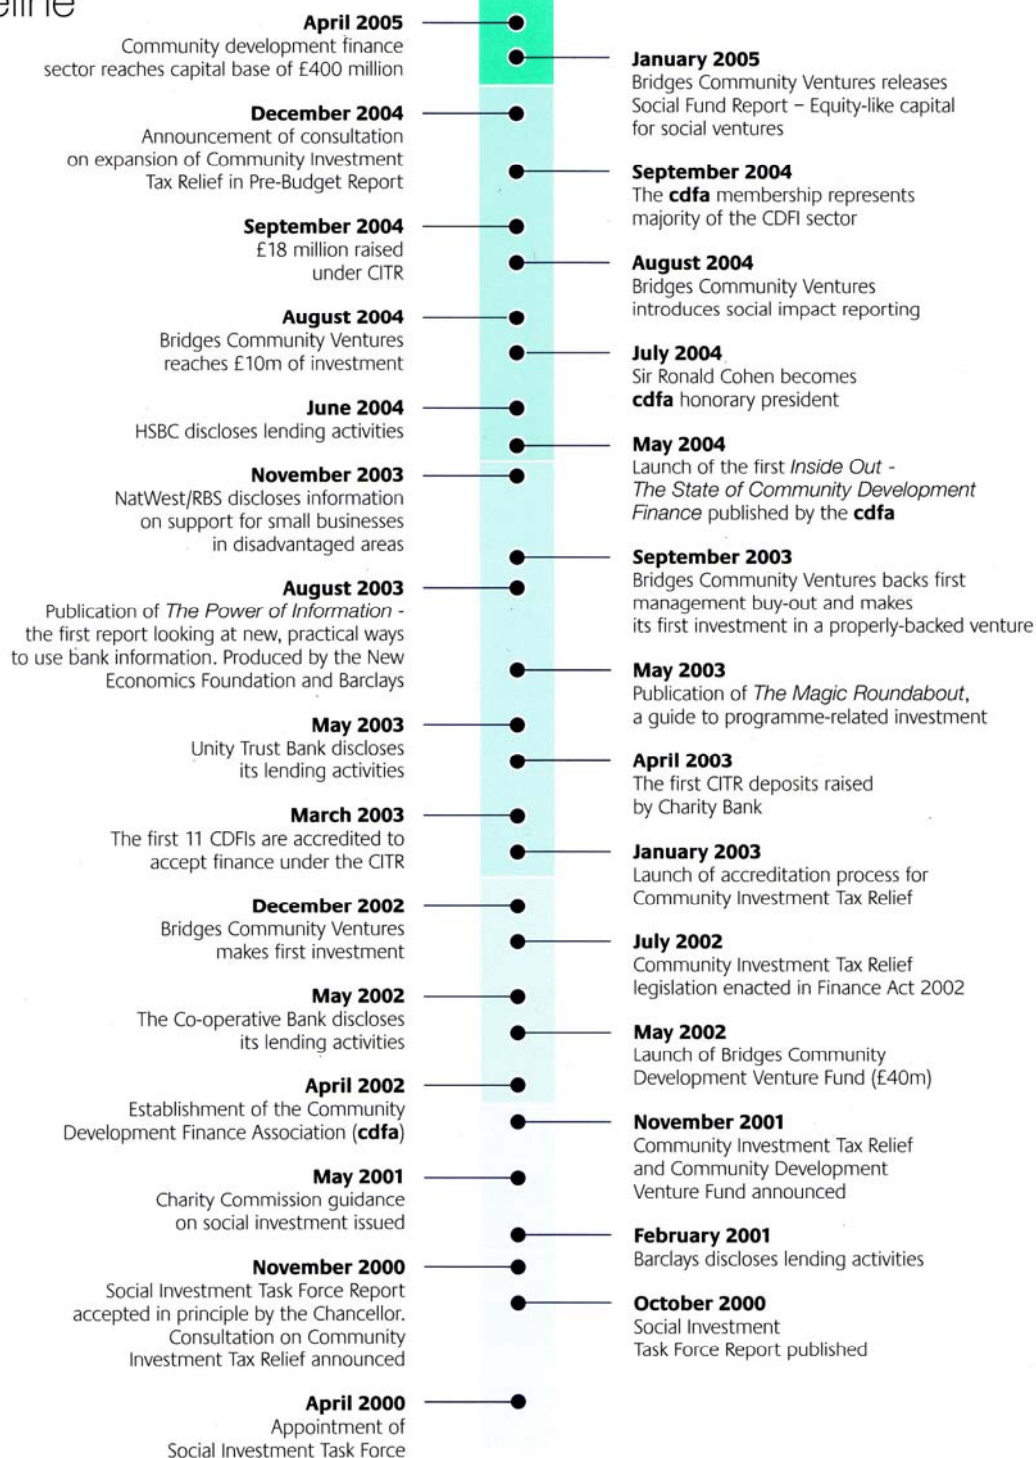 April 2005
Community development finance
sector reaches capital base of £400 million
January 2005
Bridges Community Ventures releases
Social Fund Report – Equity-like capital
for social ventures
December 2004
Announcement of consultation
on expansion of Community Investment
Tax Relief in Pre-Budget Report
September 2004
The cdfa membership represents
majority of the CDFI sector
September 2004
£18 million raised
under CITR
August 2004
Bridges Community Ventures
introduces social impact reporting
August 2004
Bridges Community Ventures
reaches £10m of investment
July 2004
Sir Ronald Cohen becomes
cdfa honorary president
June 2004
HSBC discloses lending activities
May 2004
Launch of the first Inside Out -
The State of Community Development
Finance published by the cdfa
November 2003
NatWest/RBS discloses information
on support for small businesses
in disadvantaged areas
September 2003
Bridges Community Ventures backs first
management buy-out and makes
its first investment in a properly-backed venture
August 2003
Publication of The Power of Information -
the first report looking at new, practical ways
to use bank information. Produced by the New
Economics Foundation and Barclays
May 2003
Publication of The Magic Roundabout,
a guide to programme-related investment
May 2003
Unity Trust Bank discloses
its lending activities
April 2003
The first CITR deposits raised
by Charity Bank
March 2003
The first 11 CDFIs are accredited to
accept finance under the CITR
January 2003
Launch of accreditation process for
Community Investment Tax Relief
December 2002
Bridges Community Ventures
makes first investment
July 2002
Community Investment Tax Relief
legislation enacted in Finance Act 2002
May 2002
The Co-operative Bank discloses
its lending activities
May 2002
Launch of Bridges Community
Development Venture Fund (£40m)
April 2002
Establishment of the Community
Development Finance Association (cdfa)
November 2001
Community Investment Tax Relief
and Community Development
Venture Fund announced
May 2001
Charity Commission guidance
on social investment issued
February 2001
Barclays discloses lending activities
November 2000
Social Investment Task Force Report
accepted in principle by the Chancellor.
Consultation on Community
Investment Tax Relief announced
October 2000
Social Investment
Task Force Report published
April 2000
Appointment of
Social Investment Task Force